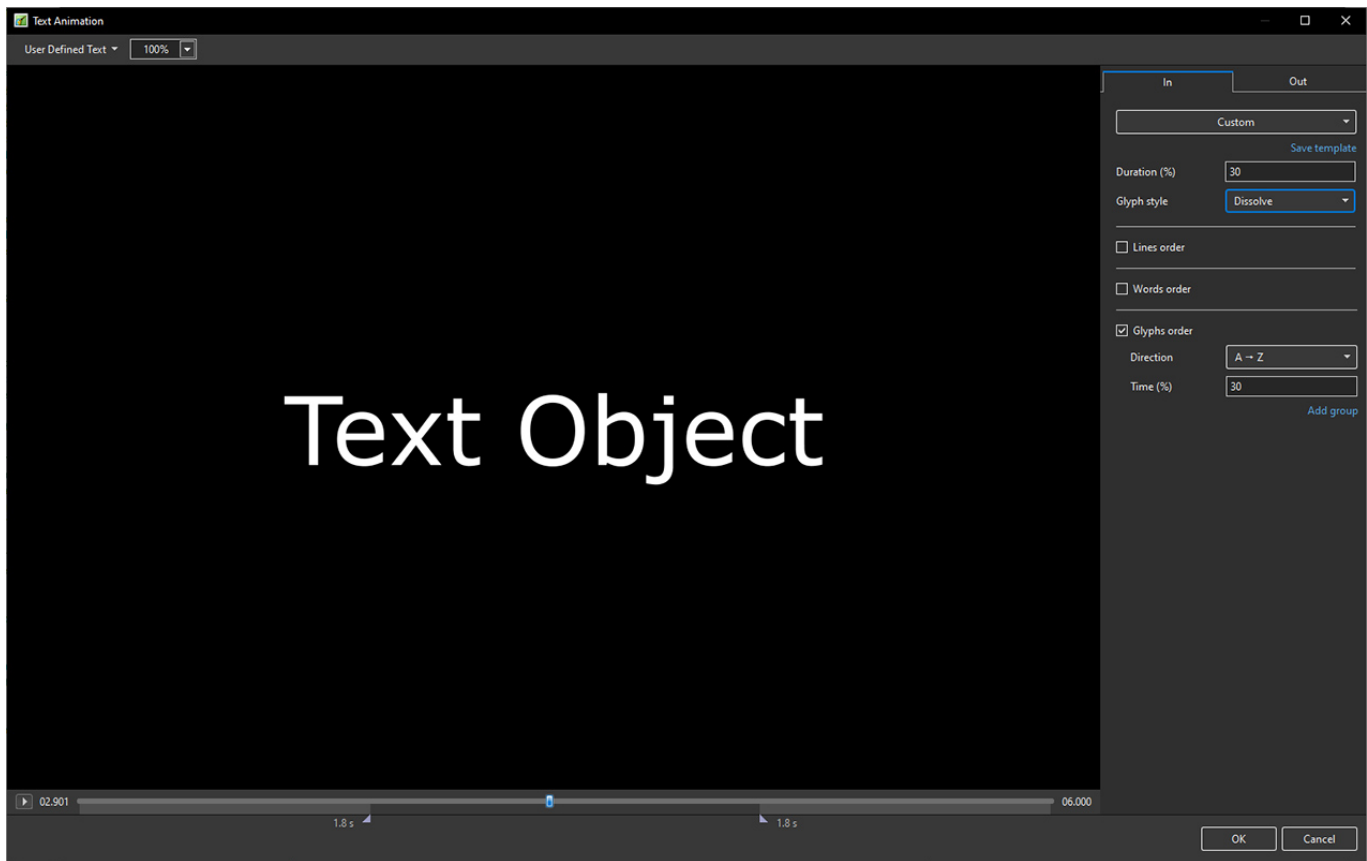 Text Animation
User Defined Text 100%
In Out
Custom
Save template
Duration (%) 30
Glyph style Dissolve
Lines order
Words order
Glyphs order
Direction A → Z
Time (%) 30
Add group
Text Object
02.901 06.000
1.8 s 1.8 s
OK Cancel